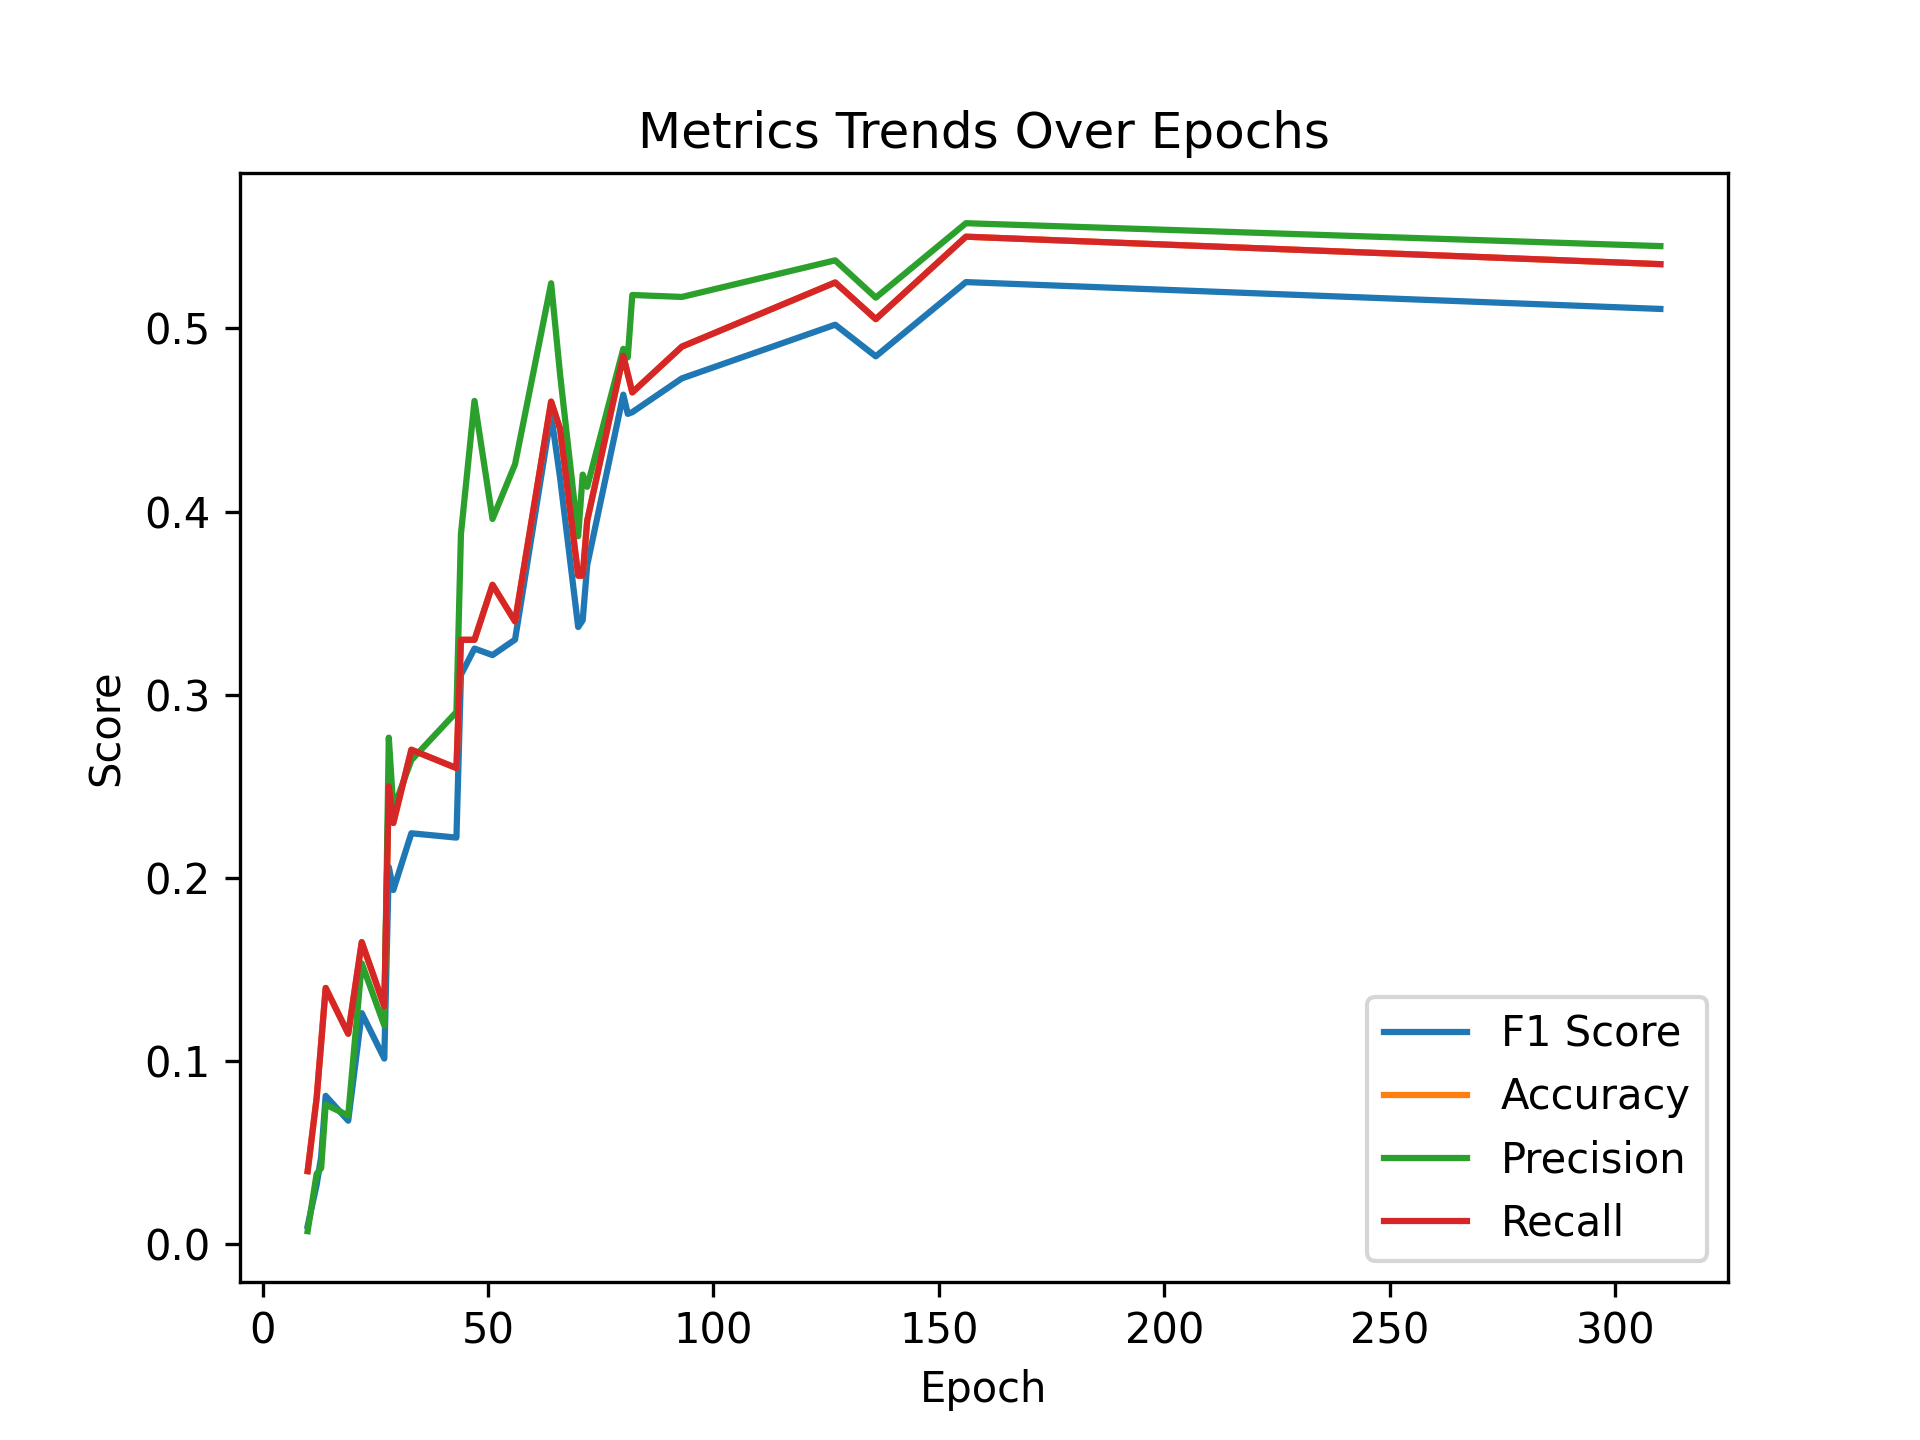 Metrics Trends Over Epochs
Score
0.5
0.4
0.3
0.2
0.1
0.0
F1 Score
Accuracy
Precision
Recall
0 50 100 150 200 250 300
Epoch